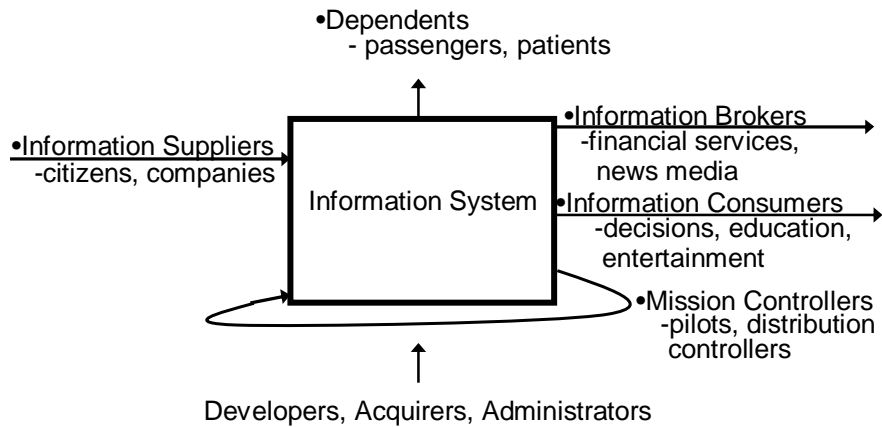 •Dependents
- passengers, patients
•Information Suppliers
-citizens, companies
Information System
•Information Brokers
-financial services,
news media
•Information Consumers
-decisions, education,
entertainment
•Mission Controllers
-pilots, distribution
controllers
Developers, Acquirers, Administrators